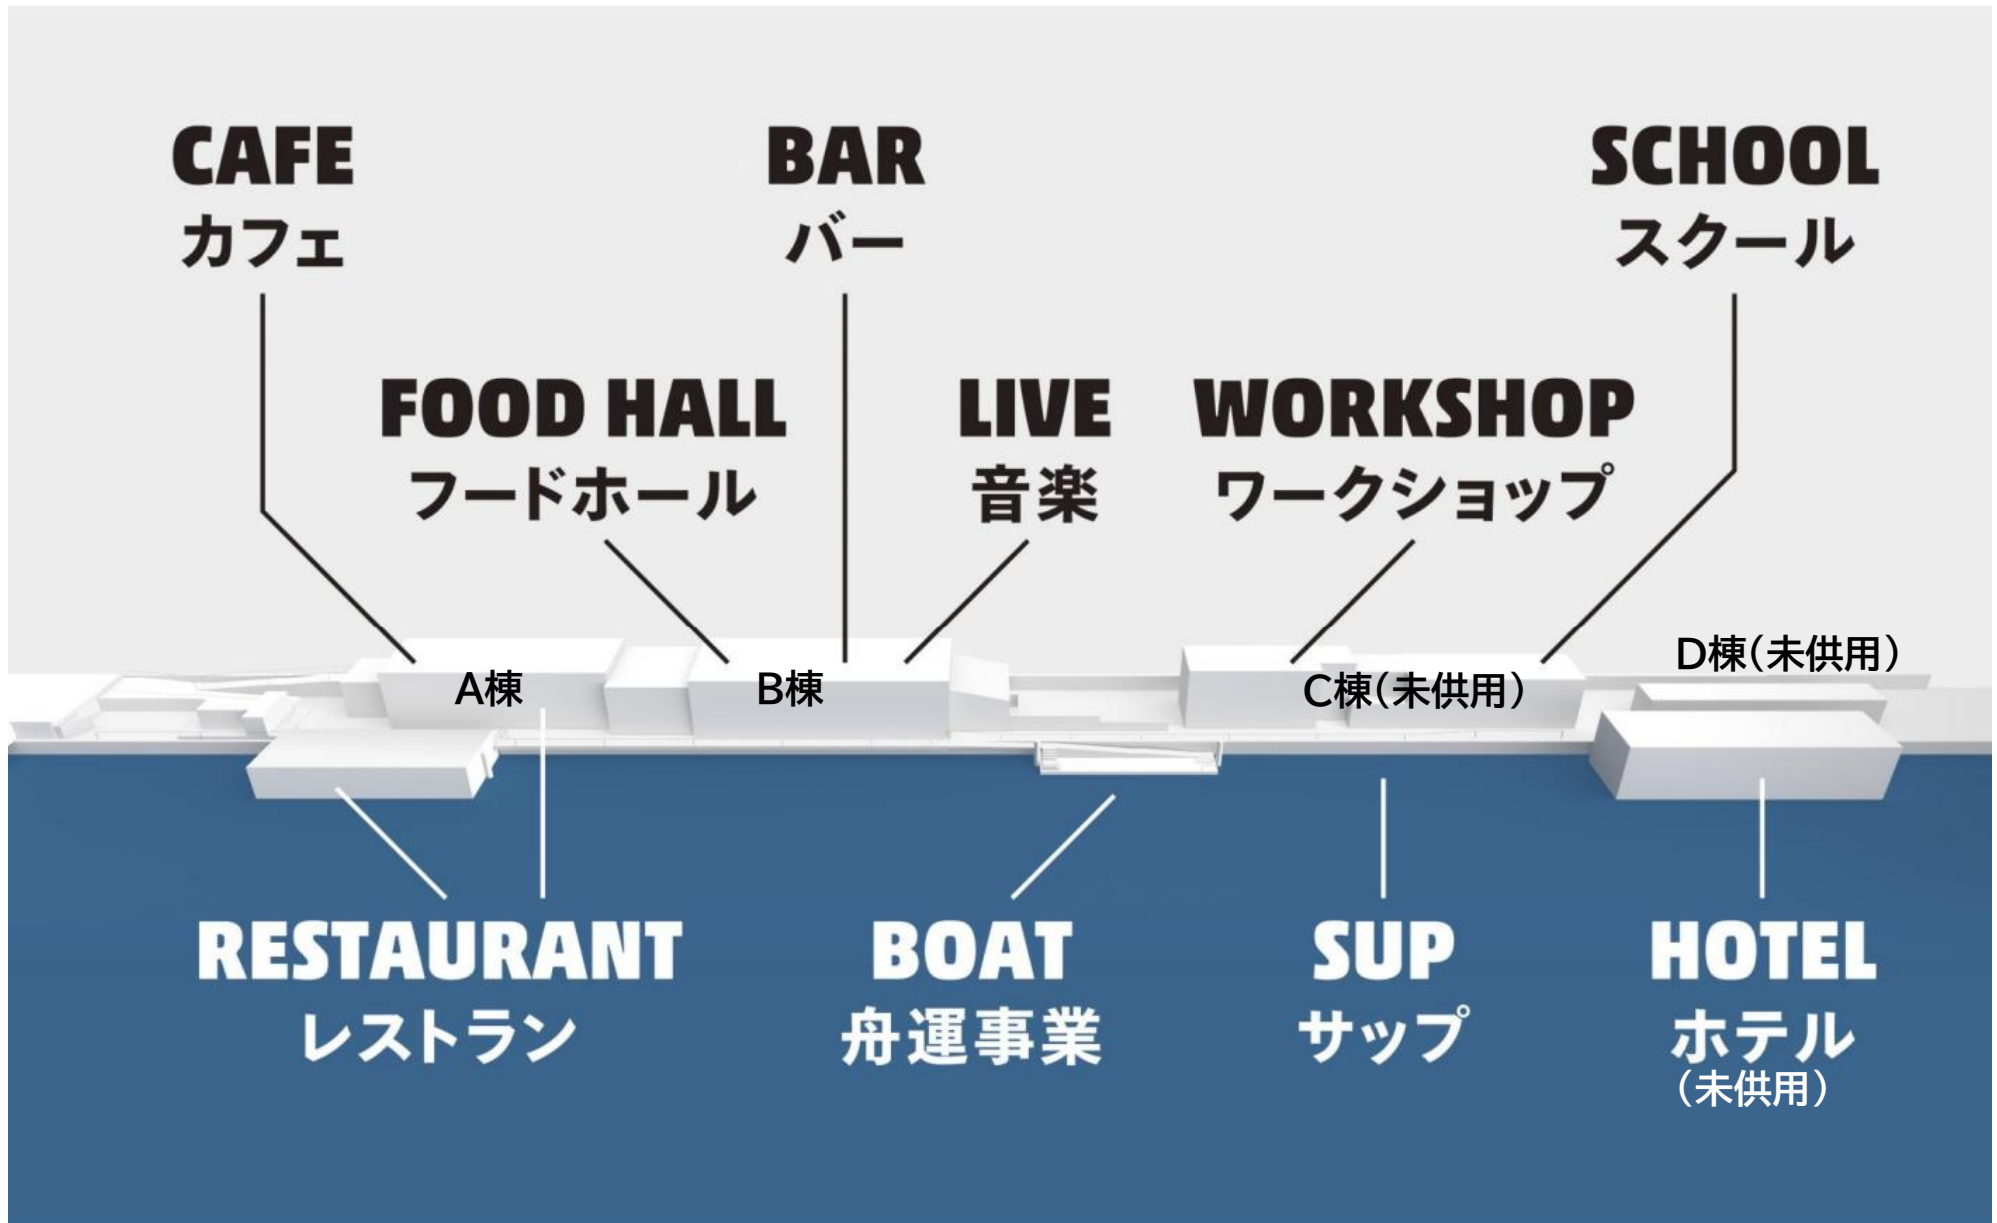 CAFE
カフェ
BAR
バー
SCHOOL
スクール
FOOD HALL
フードホール
LIVE
音楽
WORKSHOP
ワークショップ
A棟
B棟
C棟(未供用)
D棟(未供用)
RESTAURANT
レストラン
BOAT
舟運事業
SUP
サップ
HOTEL
ホテル
(未供用)